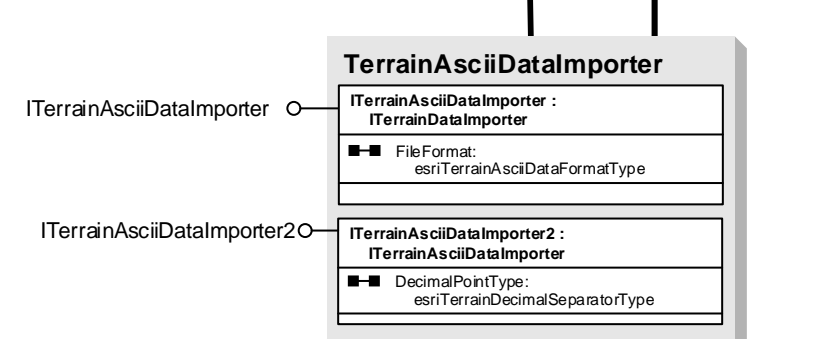 TerrainAsciiDataImporter
ITerrainAsciiDataImporter
ITerrainAsciiDataImporter :
ITerrainDataImporter
FileFormat:
esriTerrainAsciiDataFormatType
ITerrainAsciiDataImporter2
ITerrainAsciiDataImporter2 :
ITerrainAsciiDataImporter
DecimalPointType:
esriTerrainDecimalSeparatorType